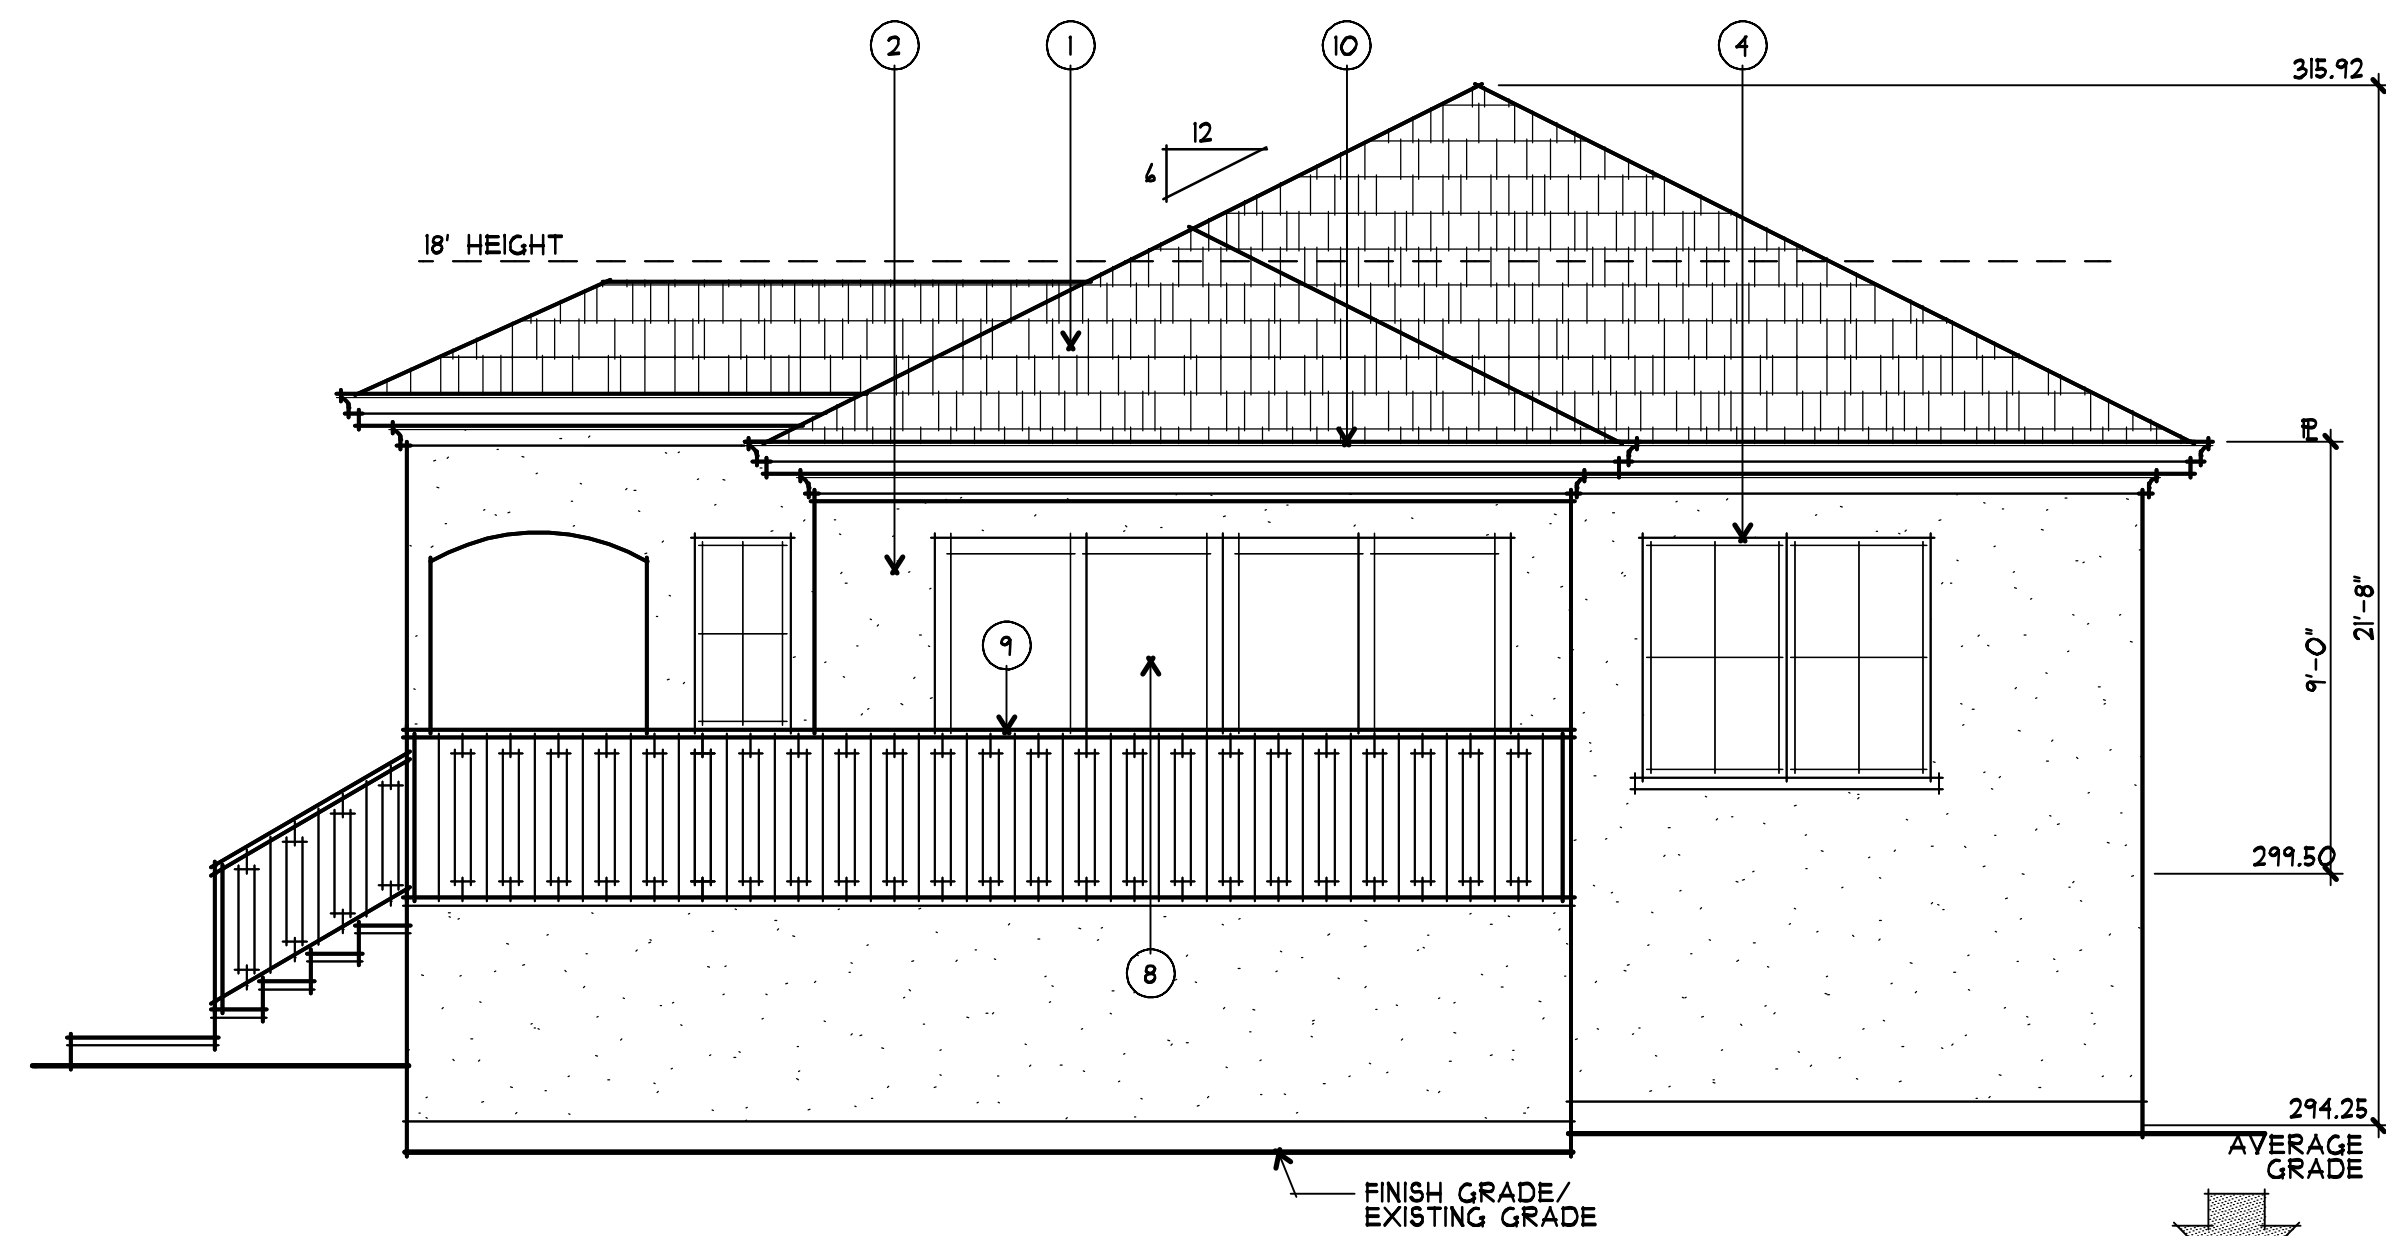 2
1
10
4
315.92
12
6
18' HEIGHT
PL
21'-8"
9'-0"
9
299.50
8
294.25
AVERAGE
GRADE
FINISH GRADE/
EXISTING GRADE